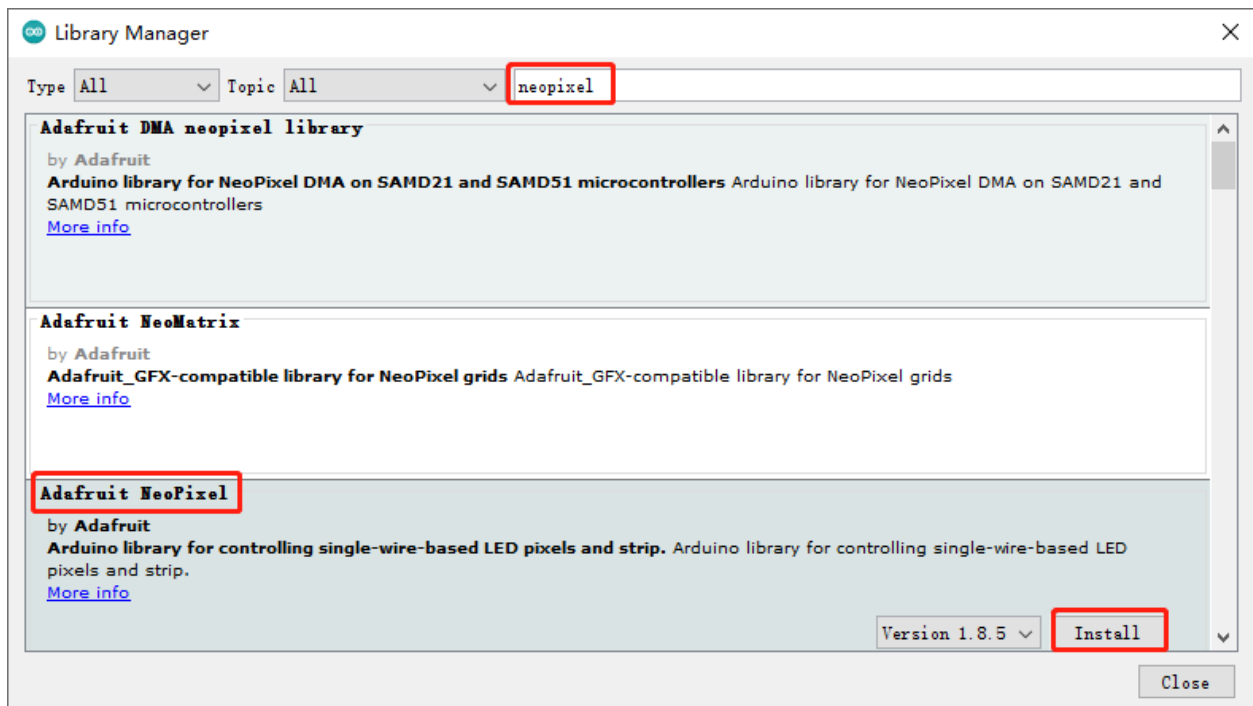 Library Manager
Type All Topic All neopixel
Adafruit DMA neopixel library
by Adafruit
Arduino library for NeoPixel DMA on SAMD21 and SAMD51 microcontrollers Arduino library for NeoPixel DMA on SAMD21 and
SAMD51 microcontrollers
More info
Adafruit NeoMatrix
by Adafruit
Adafruit_GFX-compatible library for NeoPixel grids Adafruit_GFX-compatible library for NeoPixel grids
More info
Adafruit NeoPixel
by Adafruit
Arduino library for controlling single-wire-based LED pixels and strip. Arduino library for controlling single-wire-based LED
pixels and strip.
More info
Version 1.8.5 Install
Close